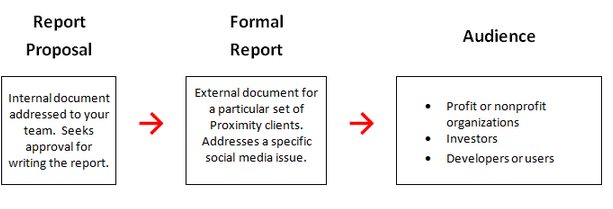 Report
Proposal
Internal document
addressed to your
team.  Seeks
approval for
writing the report.
Formal
Report
External document for
a particular set of
Proximity clients.
Addresses a specific
social media issue.
Audience
• Profit or nonprofit
organizations
• Investors
• Developers or users